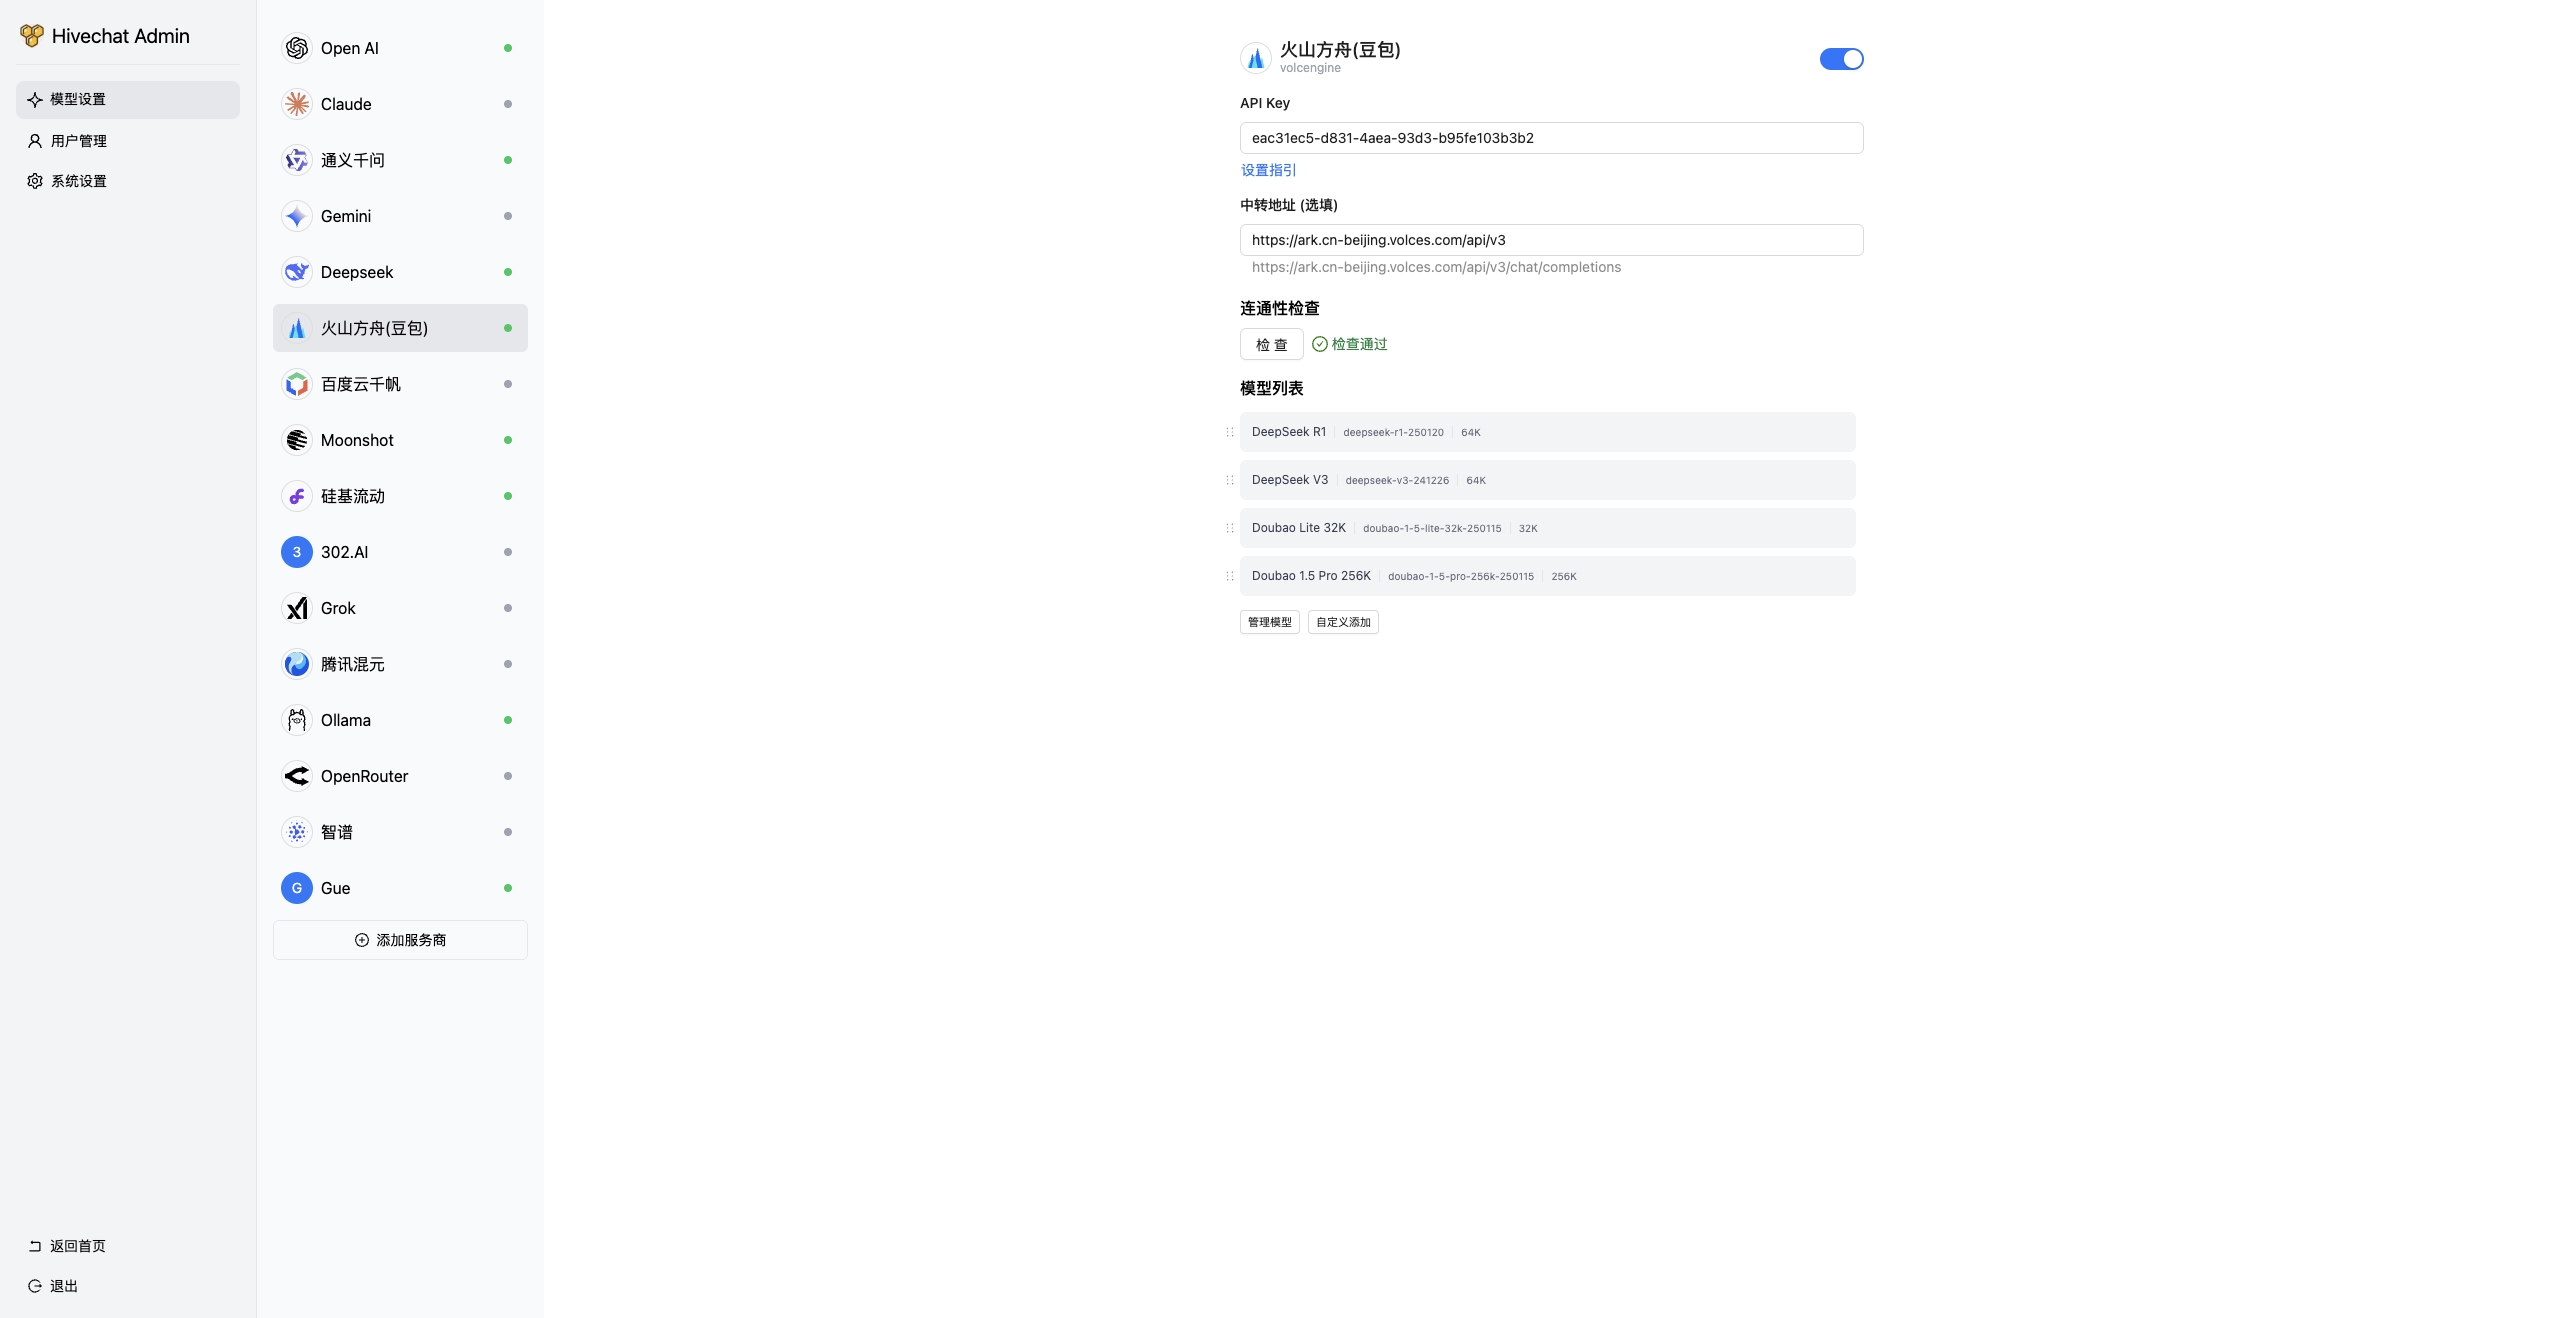 Hivechat Admin
模型设置
用户管理
系统设置
返回首页
退出
Open AI
Claude
通义千问
Gemini
Deepseek
火山方舟(豆包)
百度云千帆
Moonshot
硅基流动
3 302.AI
Grok
腾讯混元
Ollama
OpenRouter
智谱
G Gue
添加服务商
火山方舟(豆包)
volcengine
API Key
eac31ec5-d831-4aea-93d3-b95fe103b3b2
设置指引
中转地址 (选填)
https://ark.cn-beijing.volces.com/api/v3
https://ark.cn-beijing.volces.com/api/v3/chat/completions
连通性检查
检 查 检查通过
模型列表
DeepSeek R1 deepseek-r1-250120 64K
DeepSeek V3 deepseek-v3-241226 64K
Doubao Lite 32K doubao-1-5-lite-32k-250115 32K
Doubao 1.5 Pro 256K doubao-1-5-pro-256k-250115 256K
管理模型 自定义添加